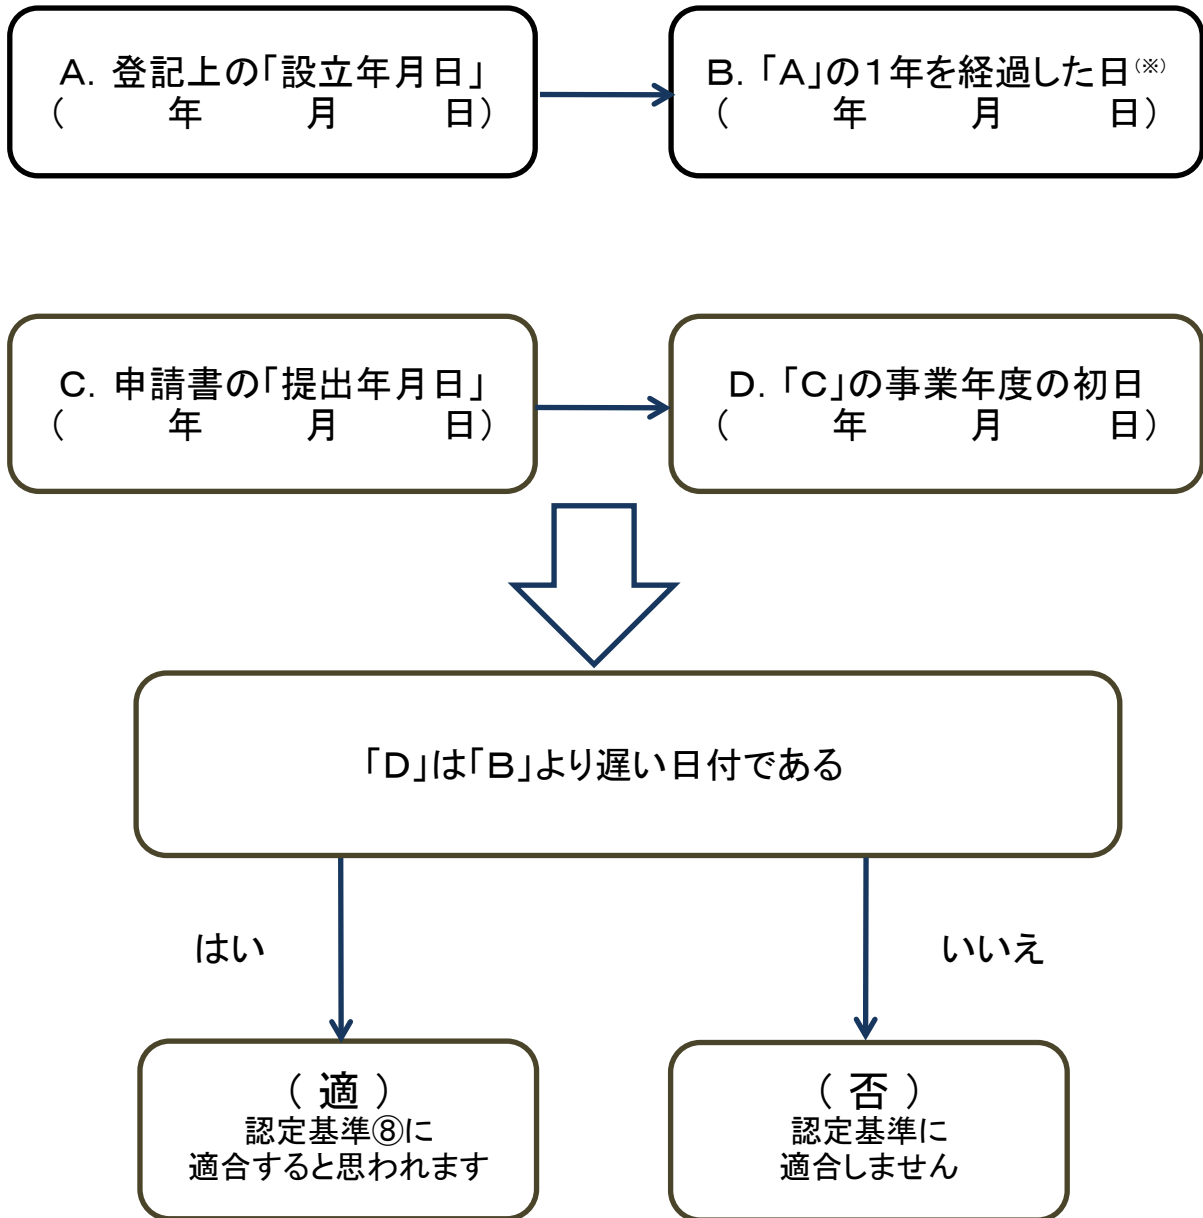 A. 登記上の「設立年月日」
(　　　年　　　月　　　日)
B. 「A」の1年を経過した日(※)
(　　　年　　　月　　　日)
C. 申請書の「提出年月日」
(　　　年　　　月　　　日)
D. 「C」の事業年度の初日
(　　　年　　　月　　　日)
「D」は「B」より遅い日付である
はい
いいえ
( 適 )
認定基準⑧に
適合すると思われます
( 否 )
認定基準に
適合しません